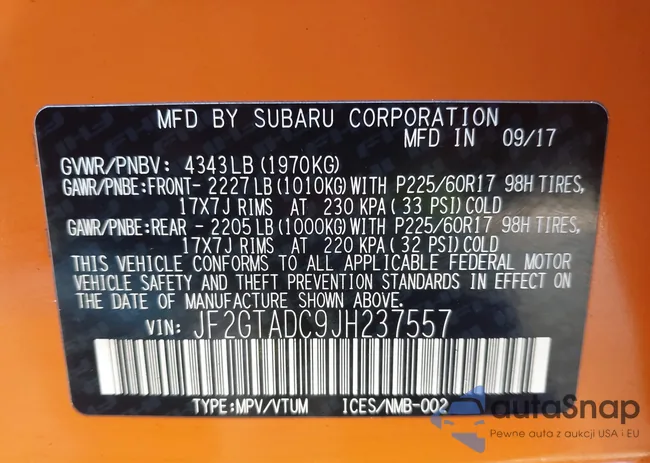 MFD BY SUBARU CORPORATION
MFD IN 09/17
GVWR/PNBV: 4343LB (1970KG)
GAWR/PNBE:FRONT- 2227 LB (1010KG) WITH P225/60R17 98H TIRES,
17X7J RIMS AT 230 KPA (33 PSI) COLD
GAWR/PNBE:REAR - 2205 LB (1000KG) WITH P225/60R17 98H TIRES,
17X7J RIMS AT 220 KPA (32 PSI) COLD
THIS VEHICLE CONFORMS TO ALL APPLICABLE FEDERAL MOTOR
VEHICLE SAFETY AND THEFT PREVENTION STANDARDS IN EFFECT ON
THE DATE OF MANUFACTURE SHOWN ABOVE.
VIN: JF2GTADC9JH237557
TYPE:MPV/VTUM ICES/NMB-002
autoSnap
Pewne auta z aukcji USA i EU